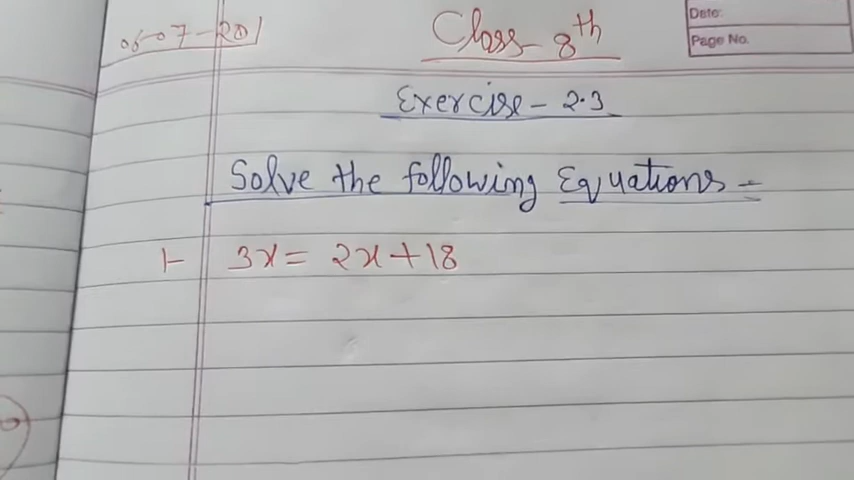 06-07-201
Class - 8th
Date:
Page No.
Exercise - 2.3
Solve the following Equations -
1- 3x = 2x + 18